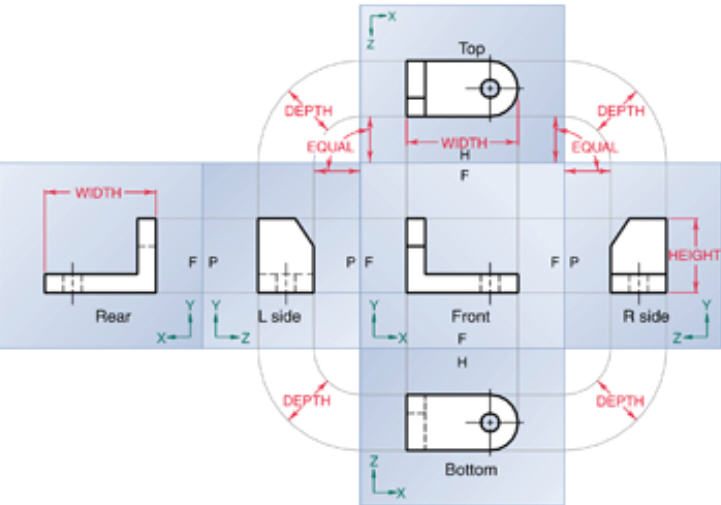 X
Z
Top
DEPTH
DEPTH
EQUAL
WIDTH
EQUAL
H
F
WIDTH
F P
P F
F P
HEIGHT
Rear
Y
X
L side
Y
Z
Y
X
Front
R side
Y
Z
F
H
DEPTH
DEPTH
Z
X
Bottom